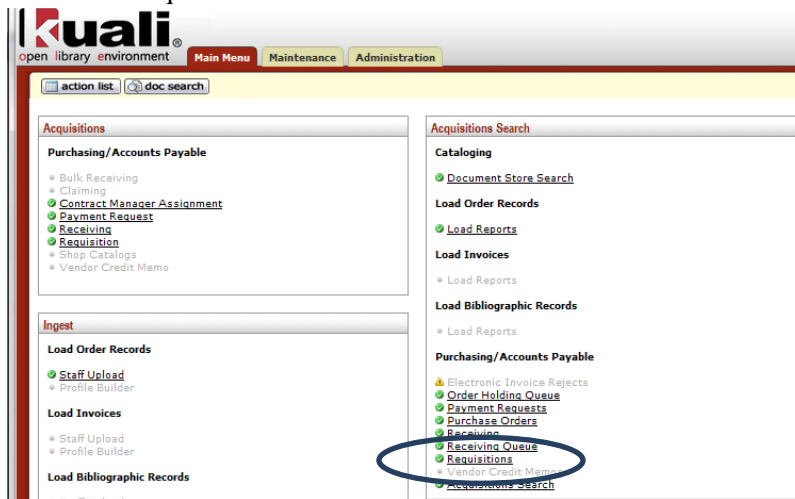 kuali®
open library environment
Main Menu Maintenance Administration
action list doc search
Acquisitions
Purchasing/Accounts Payable
Bulk Receiving
Claiming
Contract Manager Assignment
Payment Request
Receiving
Requisition
Shop Catalogs
Vendor Credit Memo
Ingest
Load Order Records
Staff Upload
Profile Builder
Load Invoices
Staff Upload
Profile Builder
Load Bibliographic Records
Acquisitions Search
Cataloging
Document Store Search
Load Order Records
Load Reports
Load Invoices
Load Reports
Load Bibliographic Records
Load Reports
Purchasing/Accounts Payable
Electronic Invoice Rejects
Order Holding Queue
Payment Requests
Purchase Orders
Receiving
Receiving Queue
Requisitions
Vendor Credit Memos
Acquisitions Search